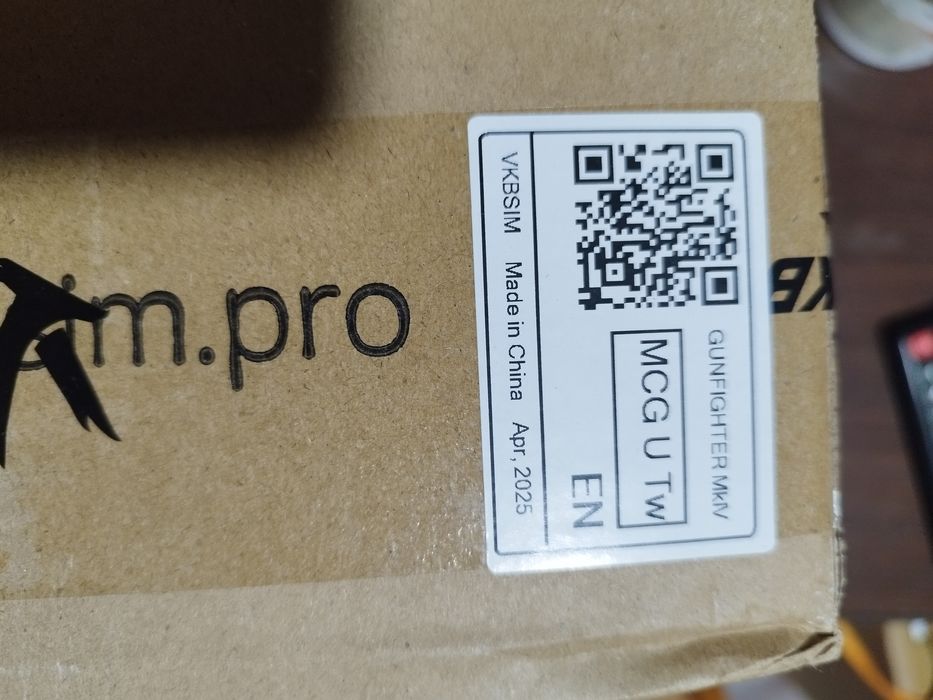 im.pro
GUNFIGHTER MkIV
MCG U Tw
EN
VKBSIM Made in China Apr, 2025